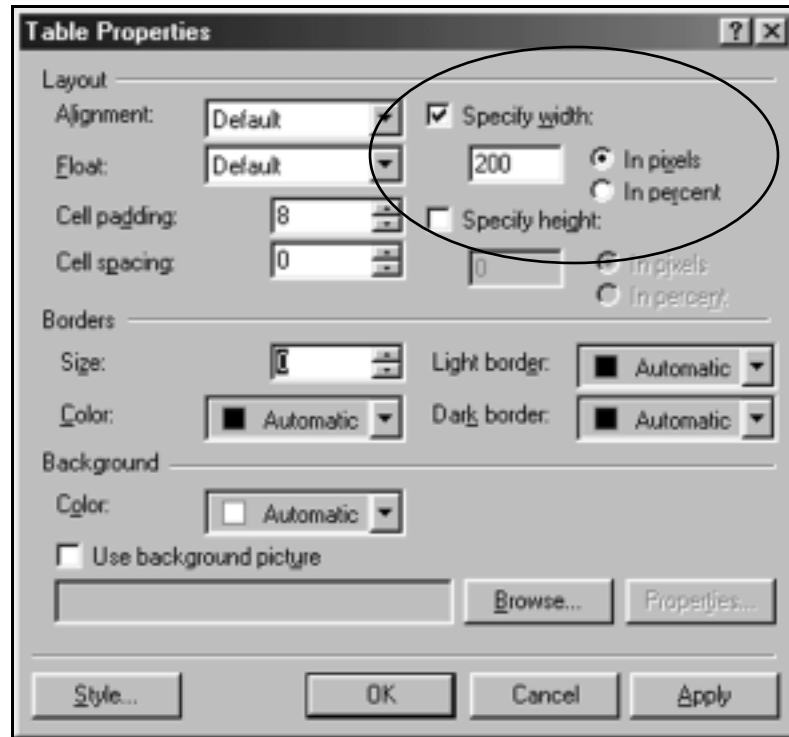 Table Properties
Layout
Alignment: Default
Specify width:
Float: Default
200 In pixels
In percent
Cell padding: 8
Specify height:
Cell spacing: 0
0 In pixels
In percent
Borders
Size: 0
Light border: Automatic
Color: Automatic
Dark border: Automatic
Background
Color: Automatic
Use background picture
Browse... Properties...
Style... OK Cancel Apply